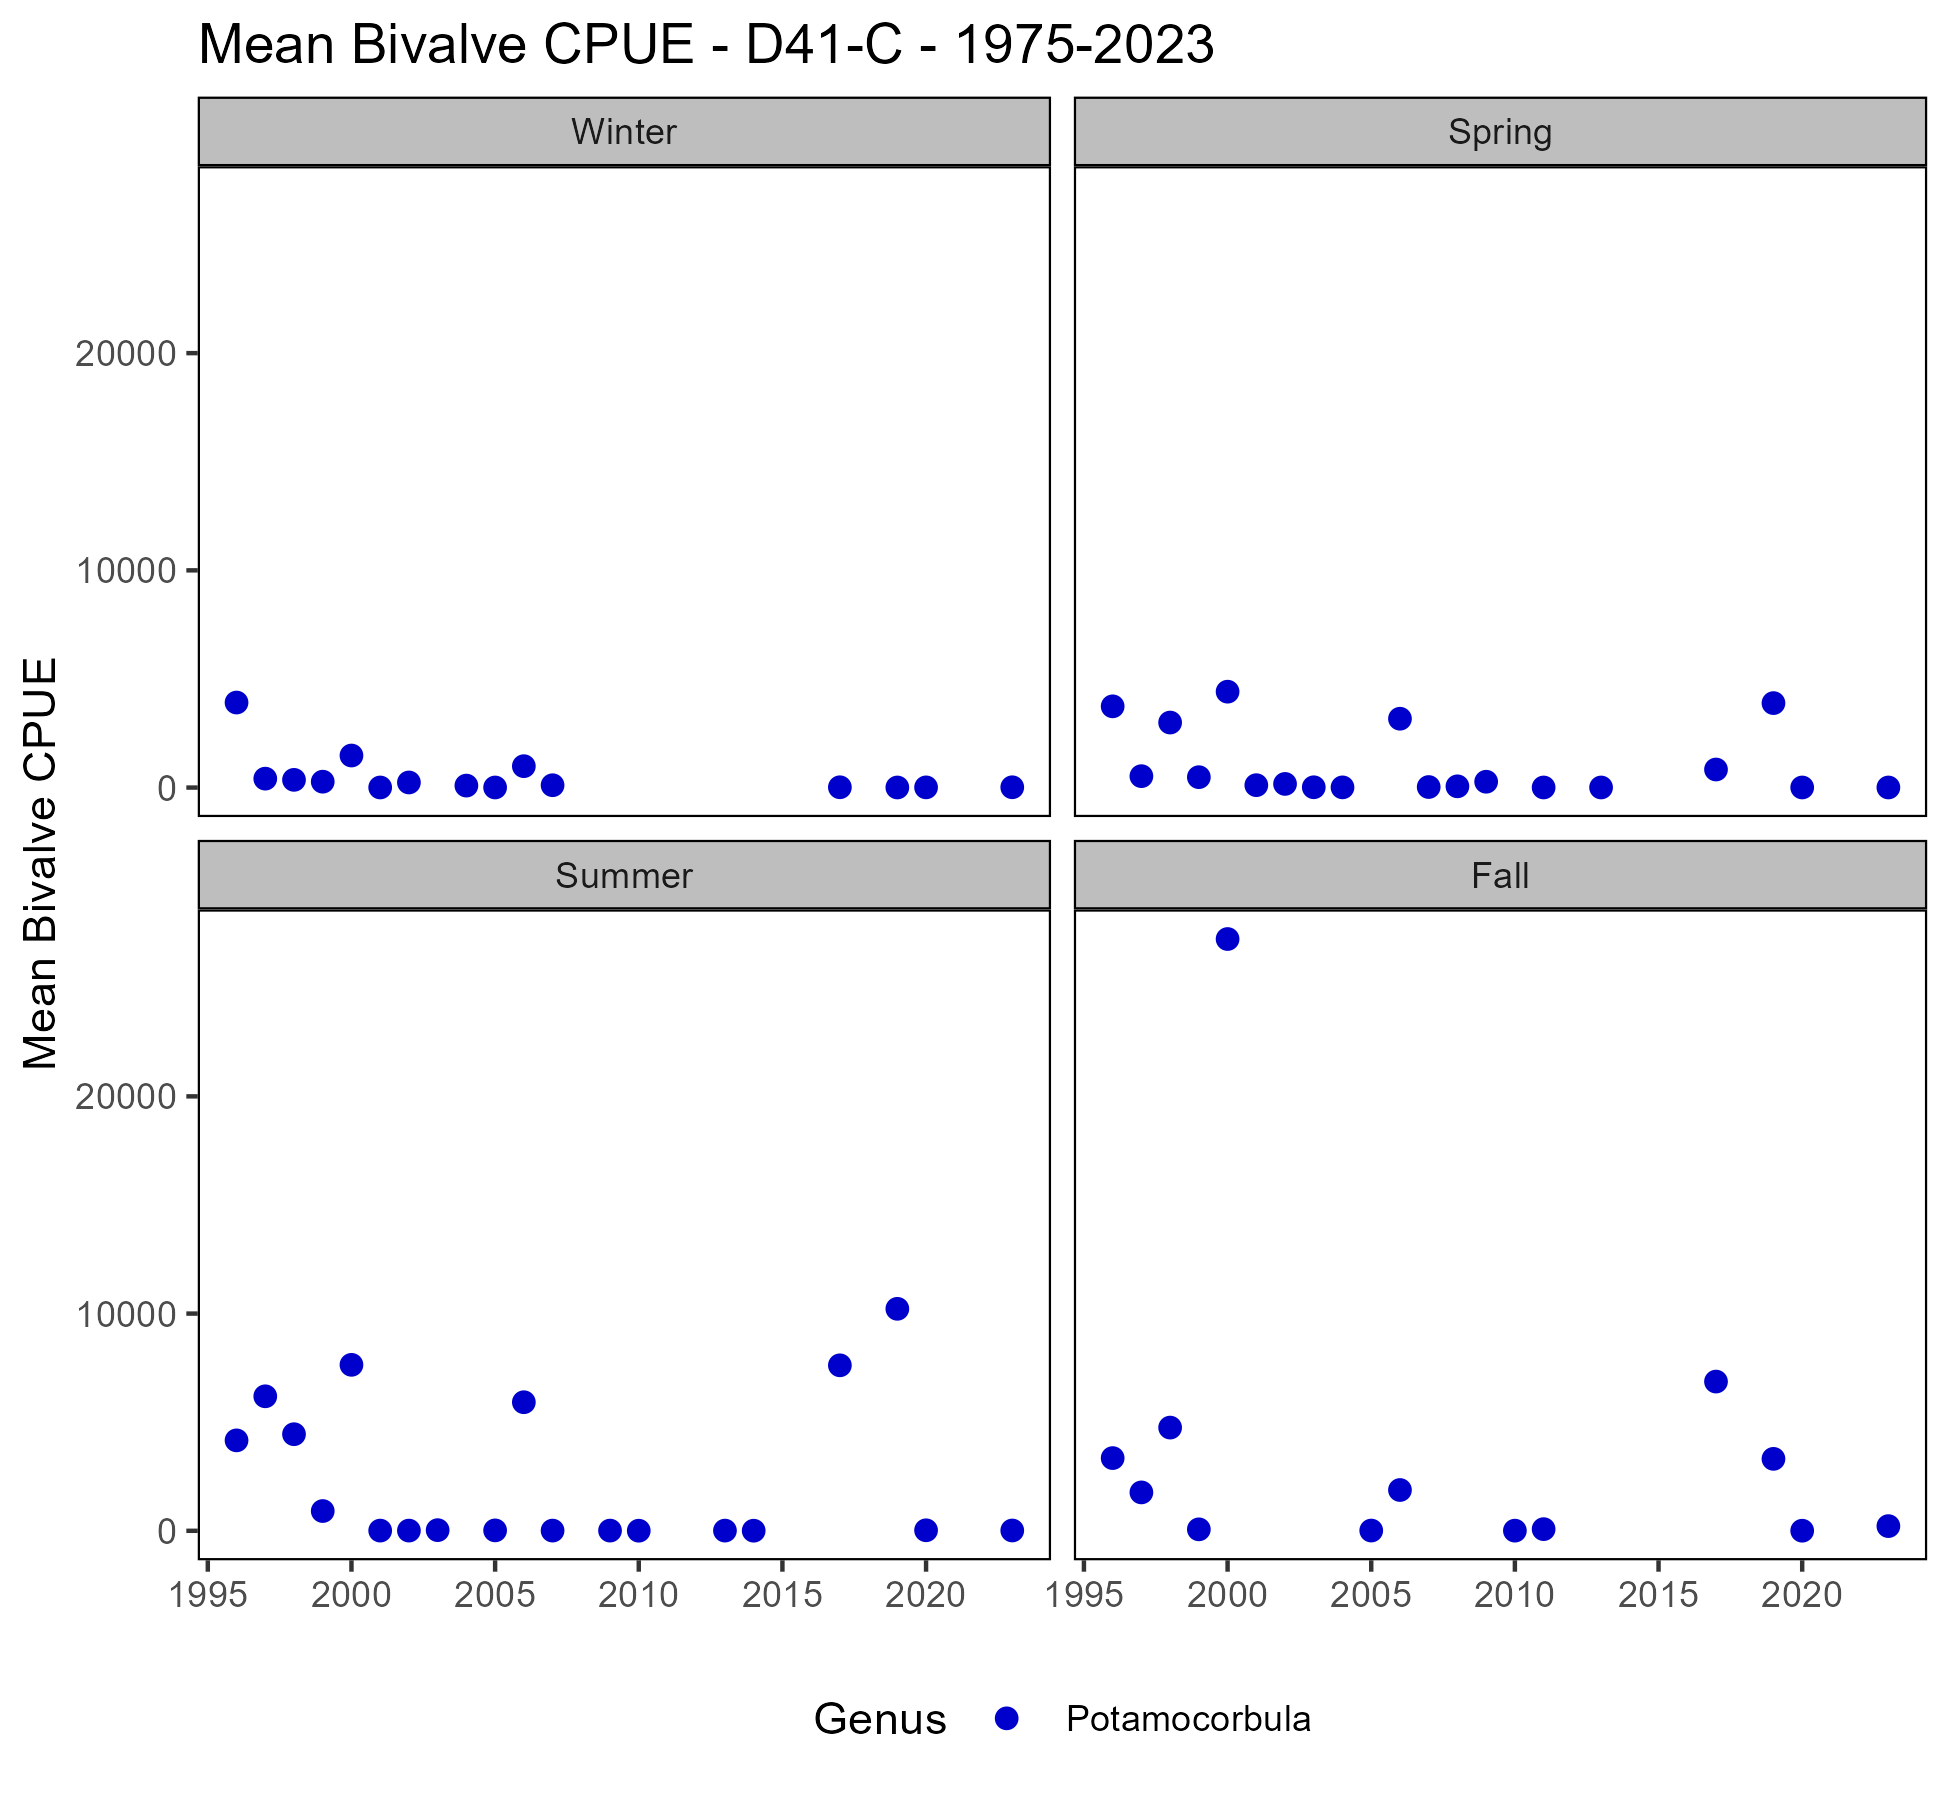 Mean Bivalve CPUE - D41-C - 1975-2023
Winter
Spring
20000
10000
0
Mean Bivalve CPUE
Summer
Fall
20000
10000
0
1995 2000 2005 2010 2015 2020
1995 2000 2005 2010 2015 2020
Genus Potamocorbula